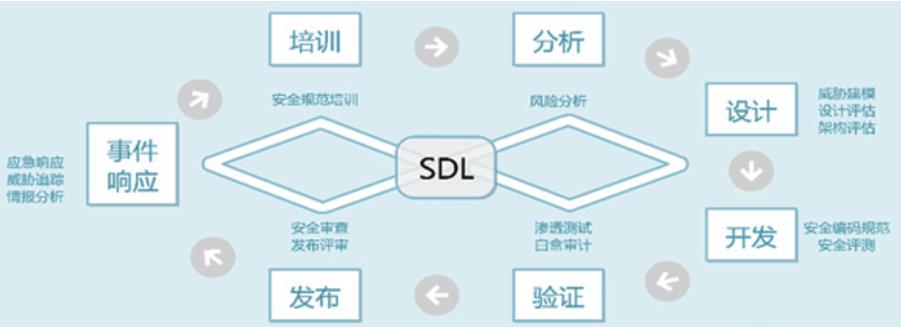 培训
分析
安全规范培训
风险分析
设计
威胁建模
设计评估
架构评估
事件
响应
应急响应
威胁追踪
情报分析
SDL
安全审查
发布评审
渗透测试
白盒审计
开发
安全编码规范
安全评测
发布
验证